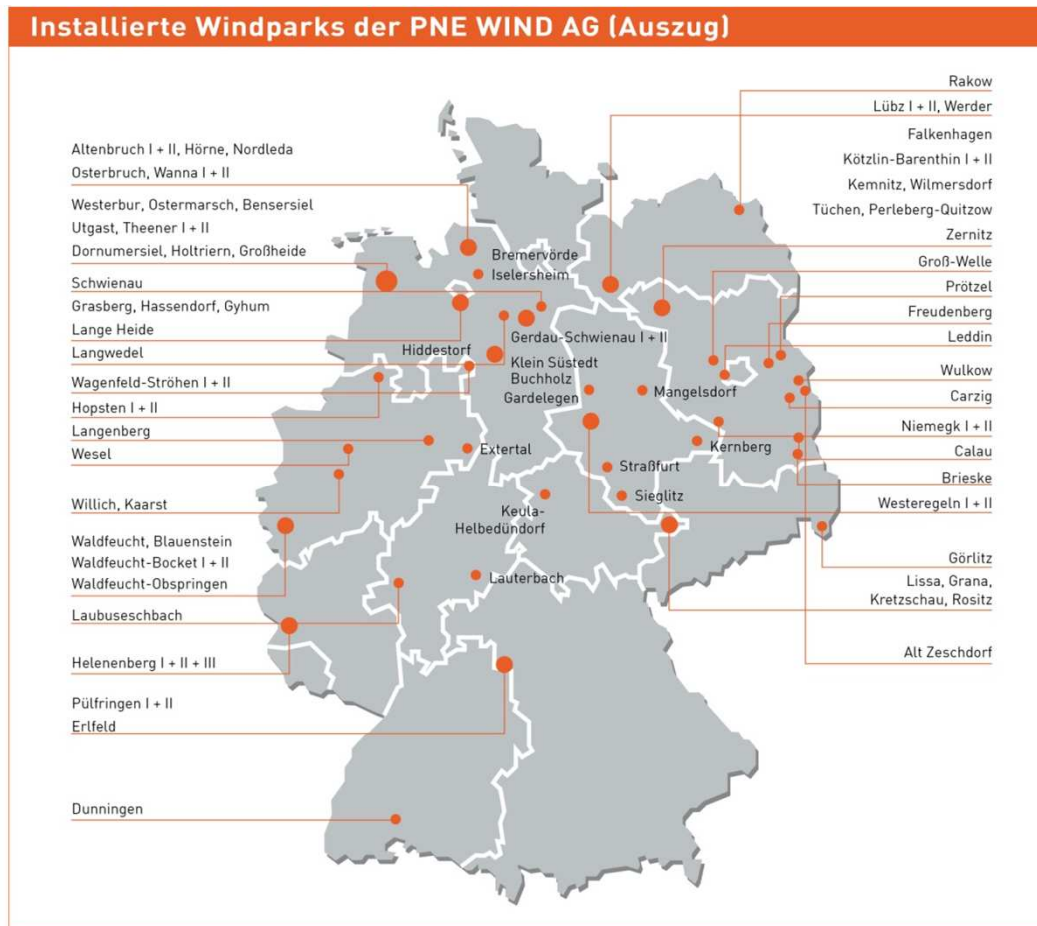 Installierte Windparks der PNE WIND AG (Auszug)
Altenbruch I + II, Hörne, Nordleda
Osterbruch, Wanna I + II
Westerbur, Ostermarsch, Bensersiel
Utgast, Theener I + II
Dornumersiel, Holtriern, Großheide
Schwienau
Grasberg, Hassendorf, Gyhum
Lange Heide
Langwedel
Wagenfeld-Ströhen I + II
Hopsten I + II
Langenberg
Wesel
Willich, Kaarst
Waldfeucht, Blauenstein
Waldfeucht-Bocket I + II
Waldfeucht-Obspringen
Laubuseschbach
Helenenberg I + II + III
Pülfringen I + II
Erlfeld
Dunningen
Bremervörde
Iselersheim
Gerdau-Schwienau I + II
Hiddestorf
Klein Süstedt
Buchholz
Gardelegen
Mangelsdorf
Extertal
Kernberg
Straßfurt
Sieglitz
Keula-
Helbedündorf
Lauterbach
Rakow
Lübz I + II, Werder
Falkenhagen
Kötzlin-Barenthin I + II
Kemnitz, Wilmersdorf
Tüchen, Perleberg-Quitzow
Zernitz
Groß-Welle
Prötzel
Freudenberg
Leddin
Wulkow
Carzig
Niemegk I + II
Calau
Brieske
Westeregeln I + II
Görlitz
Lissa, Grana,
Kretzschau, Rositz
Alt Zeschdorf